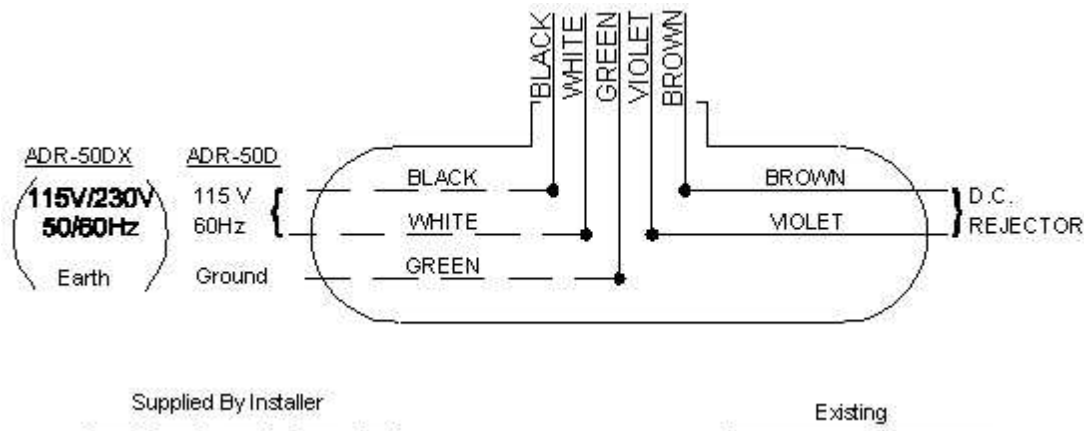 BLACK
WHITE
GREEN
VIOLET
BROWN
ADR-50DX ADR-50D
115V/230V 115 V
50/60Hz 60Hz
Earth Ground
BLACK BROWN D.C.
WHITE VIOLET REJECTOR
GREEN
Supplied By Installer Existing